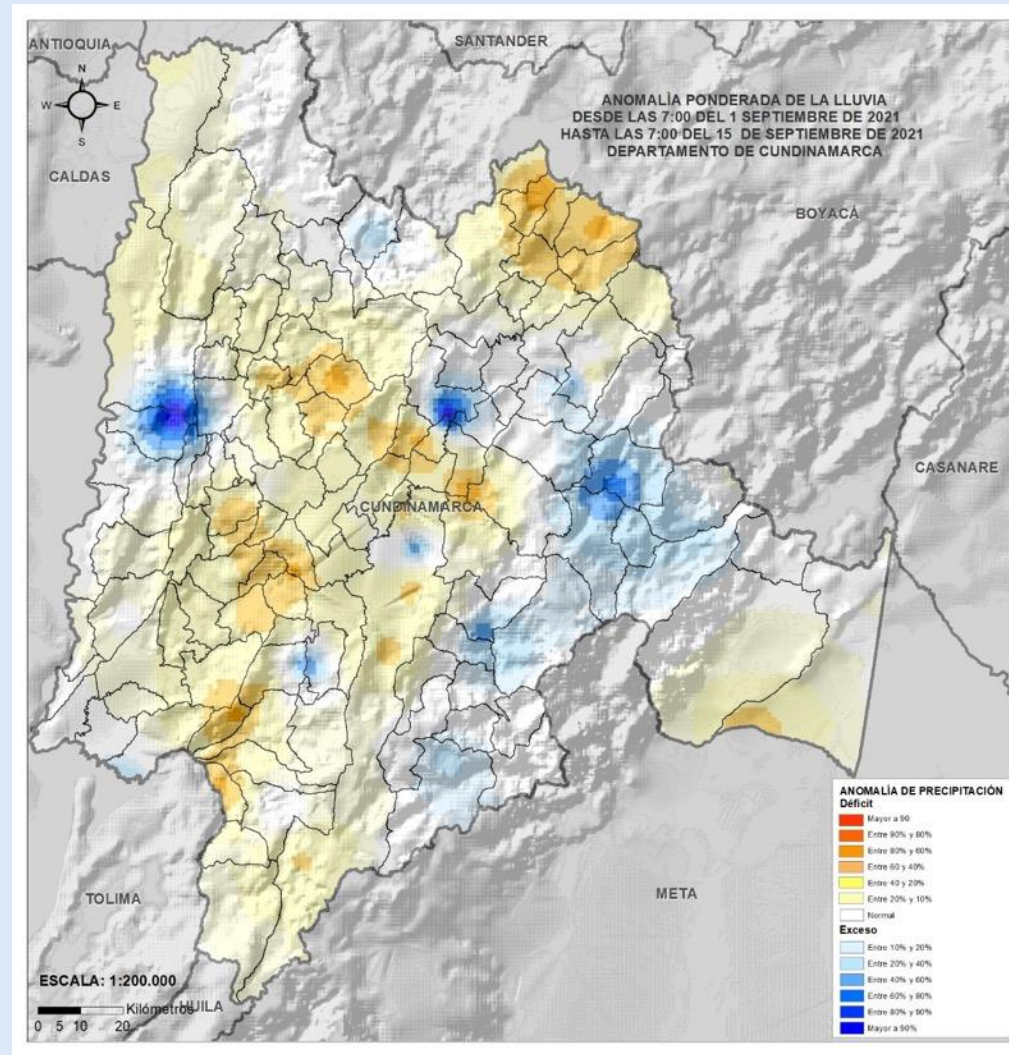 ANTIOQUIA
SANTANDER
N
W E
S
ANOMALÌA PONDERADA DE LA LLUVIA
DESDE LAS 7:00 DEL 1 SEPTIEMBRE DE 2021
HASTA LAS 7:00 DEL 15 DE SEPTIEMBRE DE 2021
DEPARTAMENTO DE CUNDINAMARCA
CALDAS
BOYACÁ
CASANARE
CUNDINAMARCA
TOLIMA
META
HUILA
ESCALA: 1:200.000
Kilómetros
0 5 10 20
ANOMALÌA DE PRECIPITACIÓN
Déficit
Mayor a 90
Entre 90% y 80%
Entre 80% y 60%
Entre 60 y 40%
Entre 40 y 20%
Entre 20% y 10%
Normal
Exceso
Entre 10% y 20%
Entre 20% y 40%
Entre 40% y 60%
Entre 60% y 80%
Entre 80% y 90%
Mayor a 90%